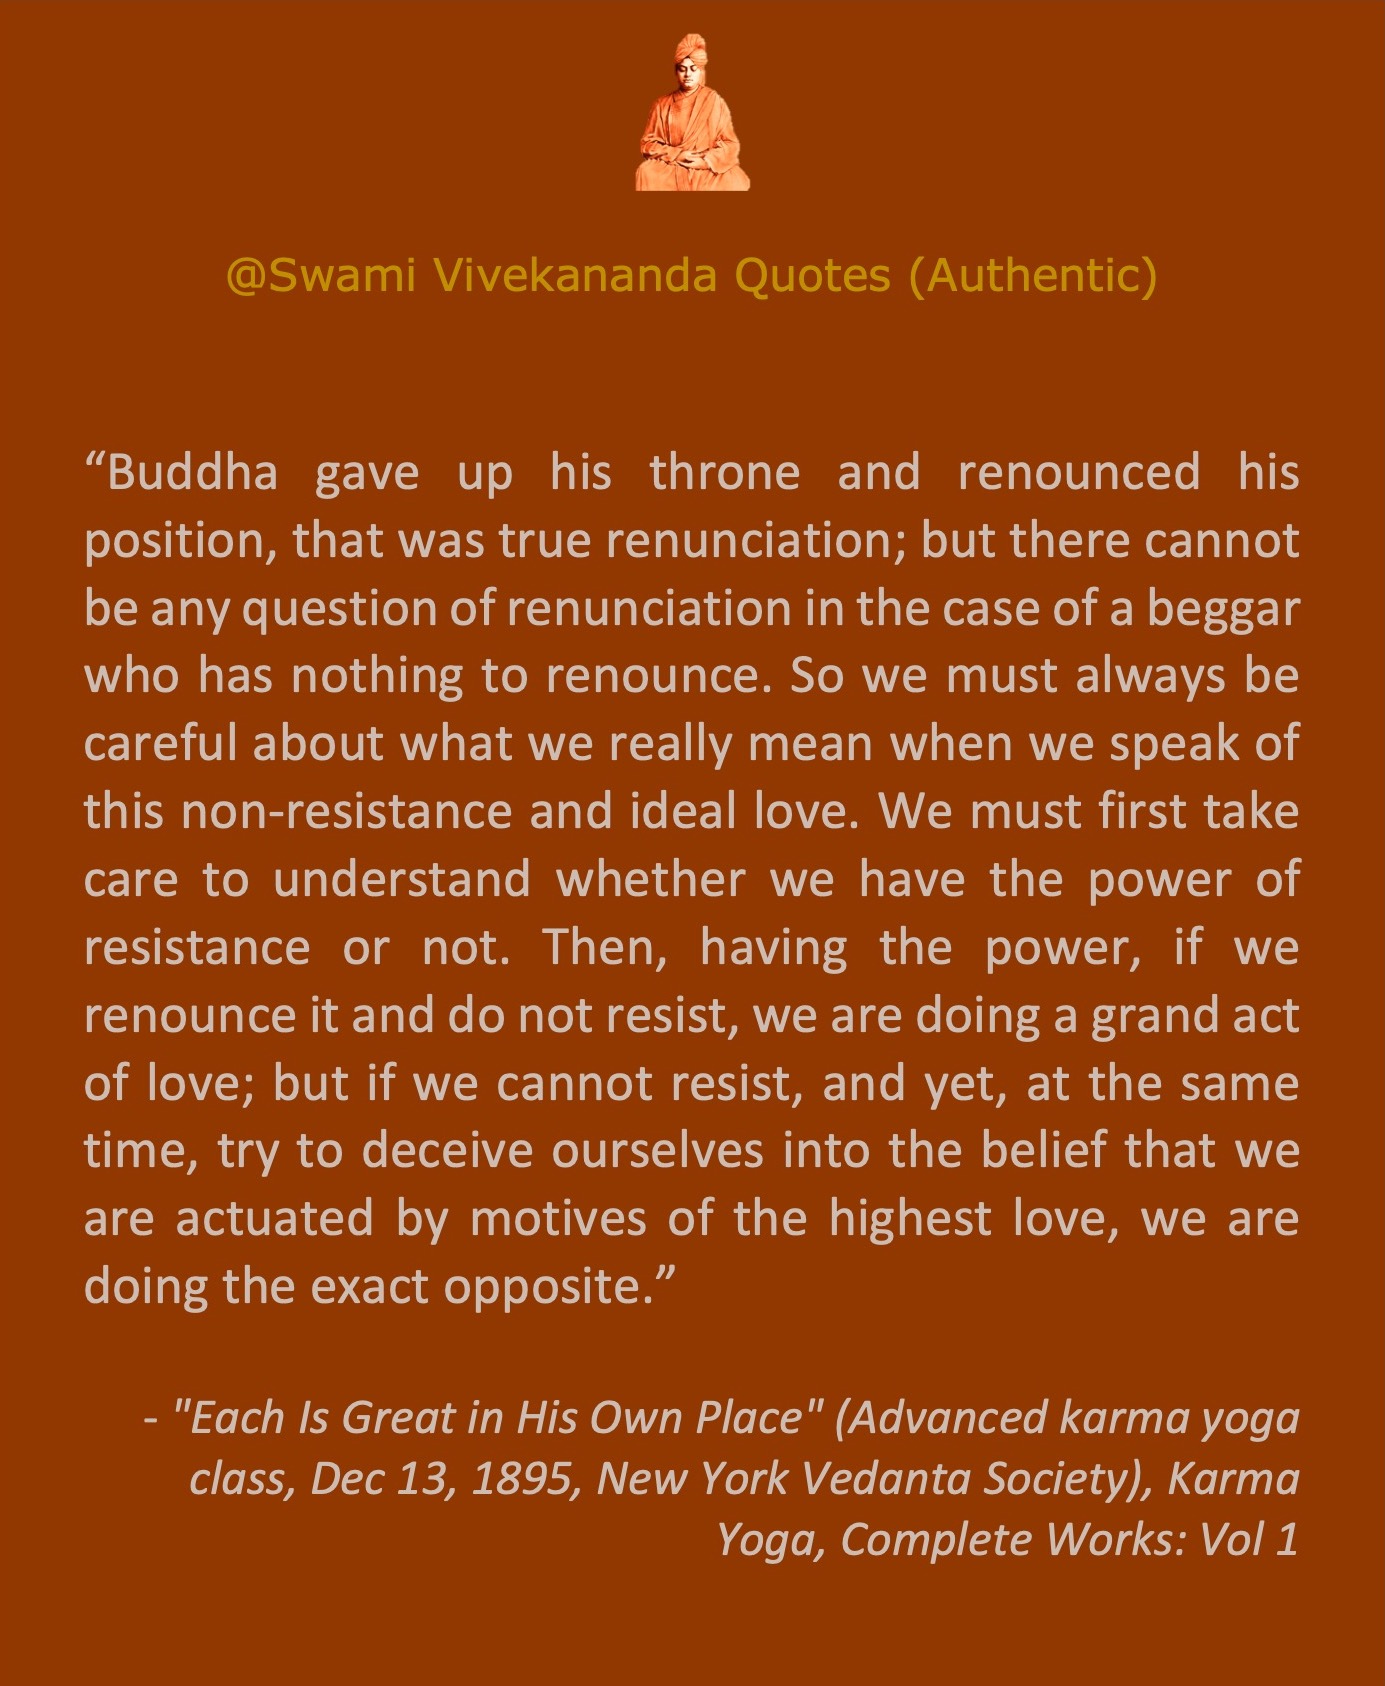 @Swami Vivekananda Quotes (Authentic)
“Buddha gave up his throne and renounced his
position, that was true renunciation; but there cannot
be any question of renunciation in the case of a beggar
who has nothing to renounce. So we must always be
careful about what we really mean when we speak of
this non-resistance and ideal love. We must first take
care to understand whether we have the power of
resistance or not. Then, having the power, if we
renounce it and do not resist, we are doing a grand act
of love; but if we cannot resist, and yet, at the same
time, try to deceive ourselves into the belief that we
are actuated by motives of the highest love, we are
doing the exact opposite.”
- "Each Is Great in His Own Place" (Advanced karma yoga
class, Dec 13, 1895, New York Vedanta Society), Karma
Yoga, Complete Works: Vol 1